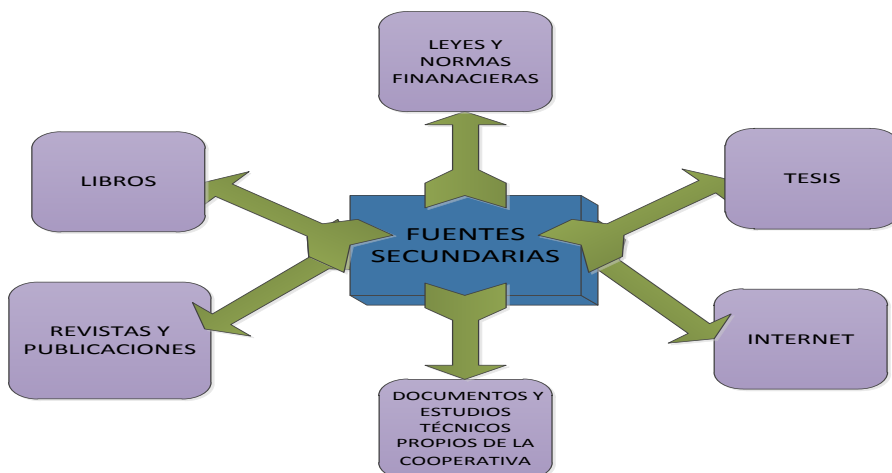 LEYES Y
NORMAS
FINANACIERAS
LIBROS
TESIS
FUENTES
SECUNDARIAS
REVISTAS Y
PUBLICACIONES
INTERNET
DOCUMENTOS Y
ESTUDIOS
TÉCNICOS
PROPIOS DE LA
COOPERATIVA